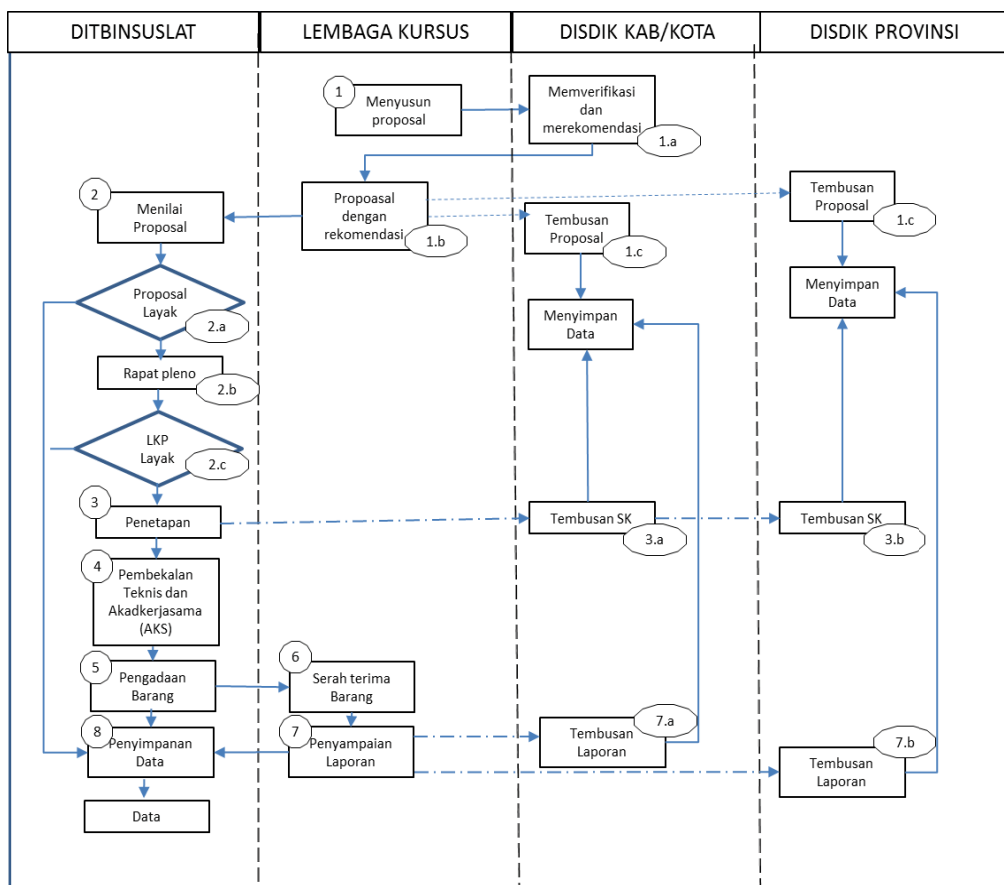 DITBINSUSLAT
LEMBAGA KURSUS
DISDIK KAB/KOTA
DISDIK PROVINSI
1
Menyusun
proposal
Memverifikasi
dan
merekomendasi
1.a
2
Menilai
Proposal
Propoasal
dengan
rekomendasi
1.b
Tembusan
Proposal
1.c
Tembusan
Proposal
1.c
Proposal
Layak
2.a
Menyimpan
Data
Menyimpan
Data
Rapat pleno
2.b
LKP
Layak
2.c
3
Penetapan
Tembusan SK
3.a
Tembusan SK
3.b
4
Pembekalan
Teknis dan
Akadkerjasama
(AKS)
5
Pengadaan
Barang
6
Serah terima
Barang
8
Penyimpanan
Data
7
Penyampaian
Laporan
7.a
Tembusan
Laporan
7.b
Tembusan
Laporan
Data